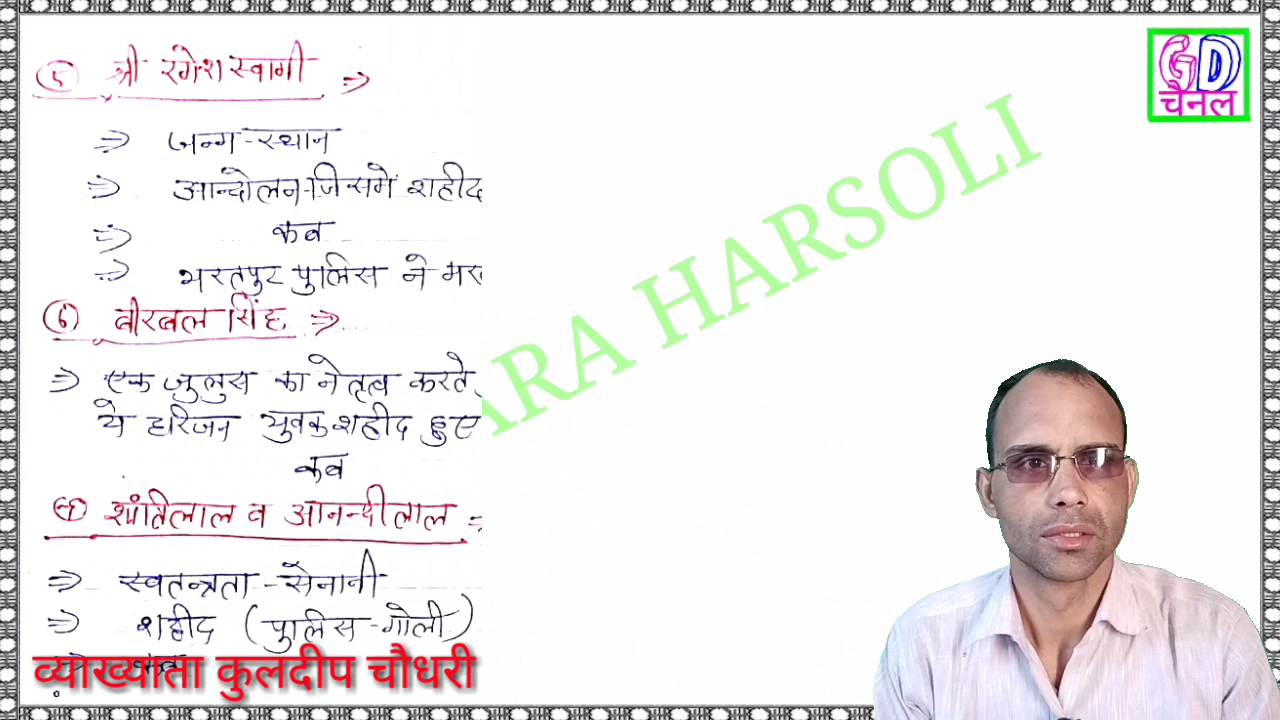 ⑤ श्री रमेश स्वामी ⇒
⇒ जन्म-स्थान
⇒ आन्दोलन-जिसमें शहीद
⇒ कब
⇒ भरतपुर पुलिस ने
⑥ बीरबल सिंह ⇒
⇒ एक जुलुस का नेतृत्व करते
ये हरिजन युवक शहीद हुए
कब
शांतिलाल व आनन्दीलाल ⇒
⇒ स्वतन्त्रता-सेनानी
⇒ शहीद (पुलिस-गोली)
व्याख्याता कुलदीप चौधरी
GD
चैनल
ARA HARSOLI